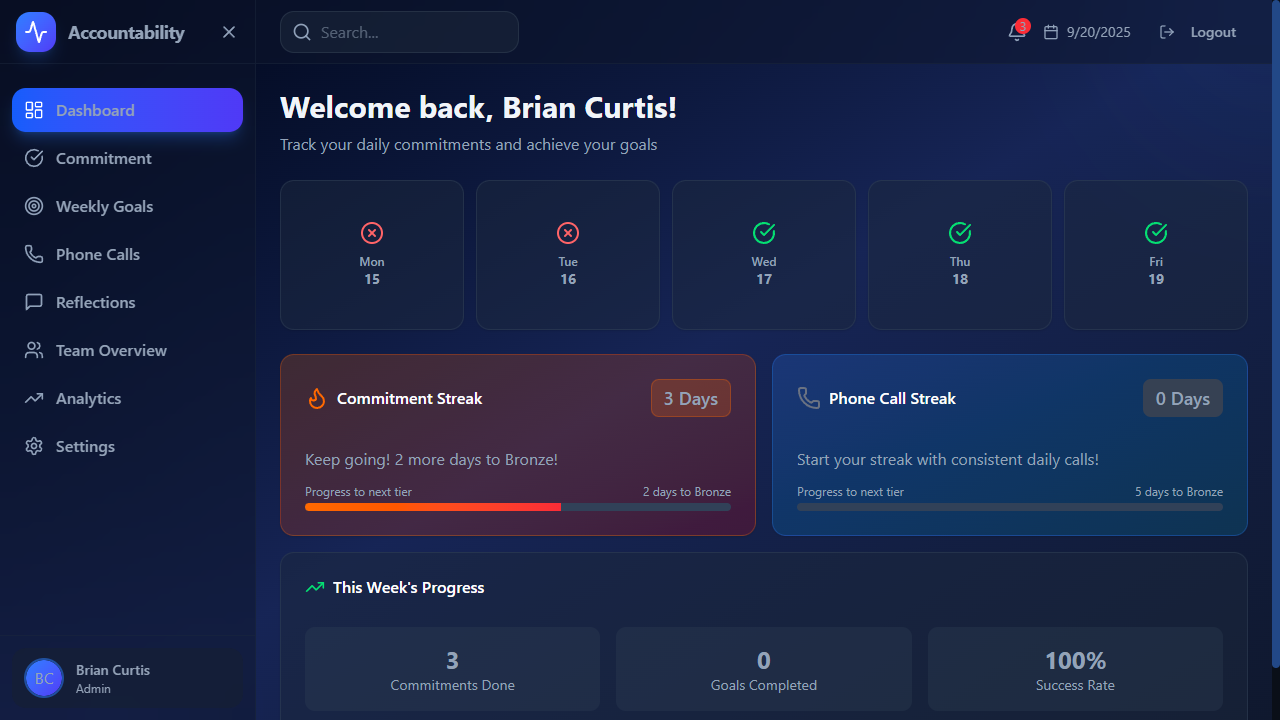 Accountability
Search...
3
9/20/2025
Logout
Dashboard
Commitment
Weekly Goals
Phone Calls
Reflections
Team Overview
Analytics
Settings
BC
Brian Curtis
Admin
Welcome back, Brian Curtis!
Track your daily commitments and achieve your goals
Mon
15
Tue
16
Wed
17
Thu
18
Fri
19
Commitment Streak
3 Days
Keep going! 2 more days to Bronze!
Progress to next tier
2 days to Bronze
Phone Call Streak
0 Days
Start your streak with consistent daily calls!
Progress to next tier
5 days to Bronze
This Week's Progress
3
Commitments Done
0
Goals Completed
100%
Success Rate